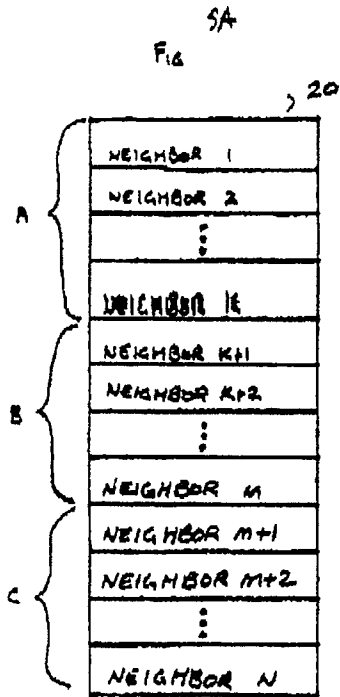 5A
FIG
20
NEIGHBOR 1
NEIGHBOR 2
A
NEIGHBOR K
NEIGHBOR K+1
NEIGHBOR K+2
B
NEIGHBOR M
NEIGHBOR M+1
NEIGHBOR M+2
C
NEIGHBOR N